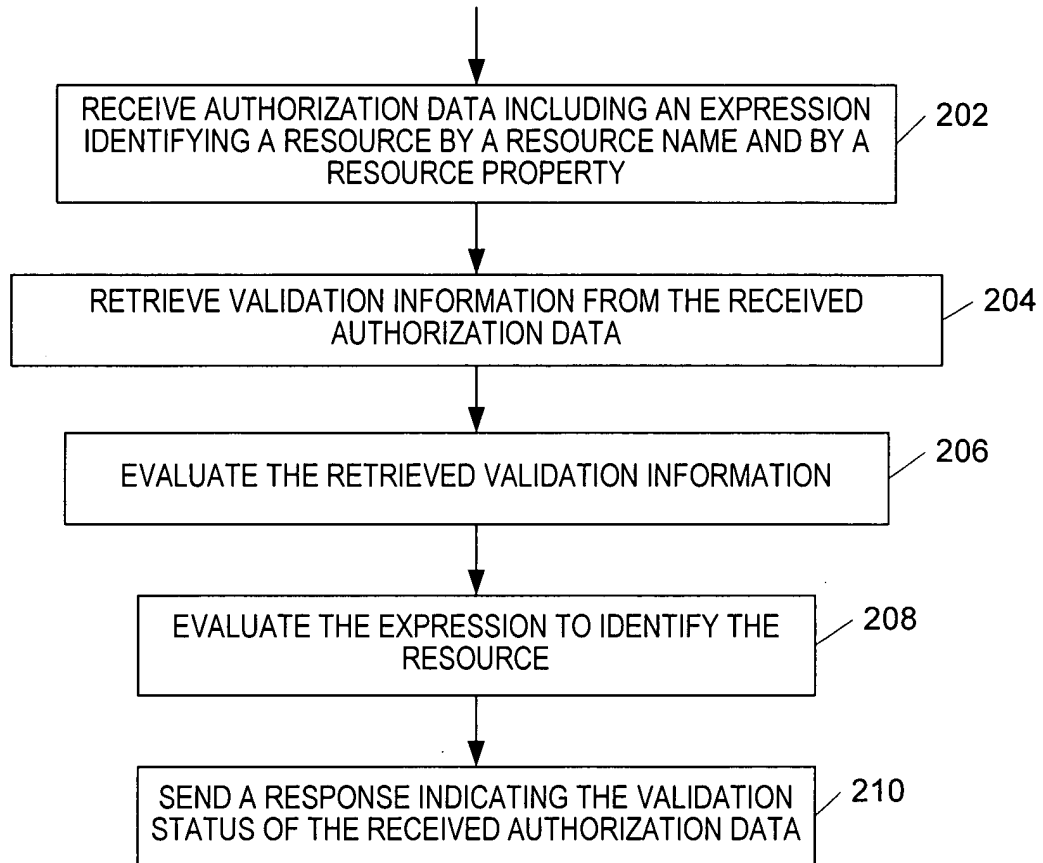 RECEIVE AUTHORIZATION DATA INCLUDING AN EXPRESSION
IDENTIFYING A RESOURCE BY A RESOURCE NAME AND BY A
RESOURCE PROPERTY
202
RETRIEVE VALIDATION INFORMATION FROM THE RECEIVED
AUTHORIZATION DATA
204
EVALUATE THE RETRIEVED VALIDATION INFORMATION
206
EVALUATE THE EXPRESSION TO IDENTIFY THE
RESOURCE
208
SEND A RESPONSE INDICATING THE VALIDATION
STATUS OF THE RECEIVED AUTHORIZATION DATA
210